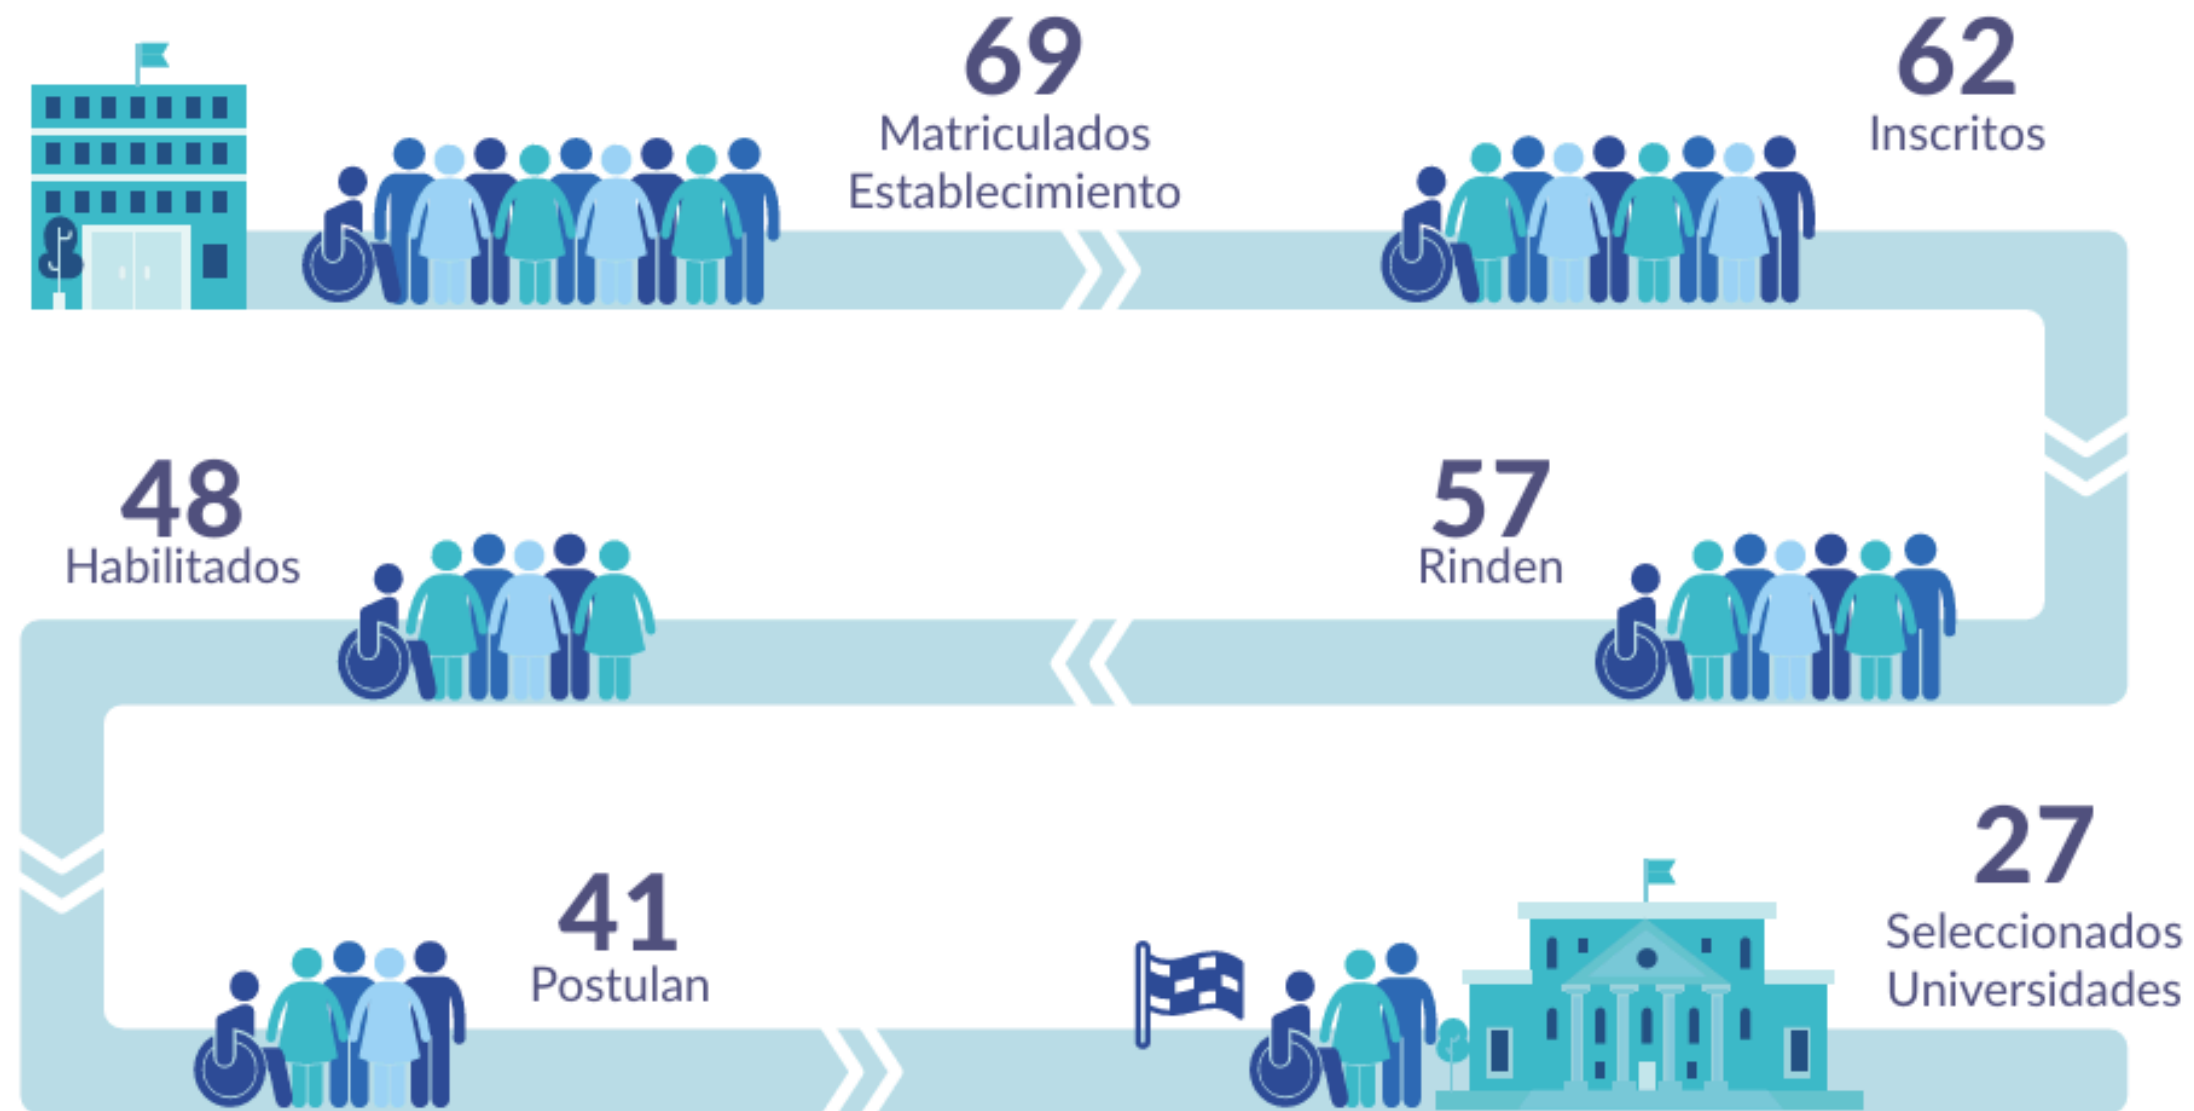 69
Matriculados
Establecimiento
62
Inscritos
57
Rinden
48
Habilitados
41
Postulan
27
Seleccionados
Universidades